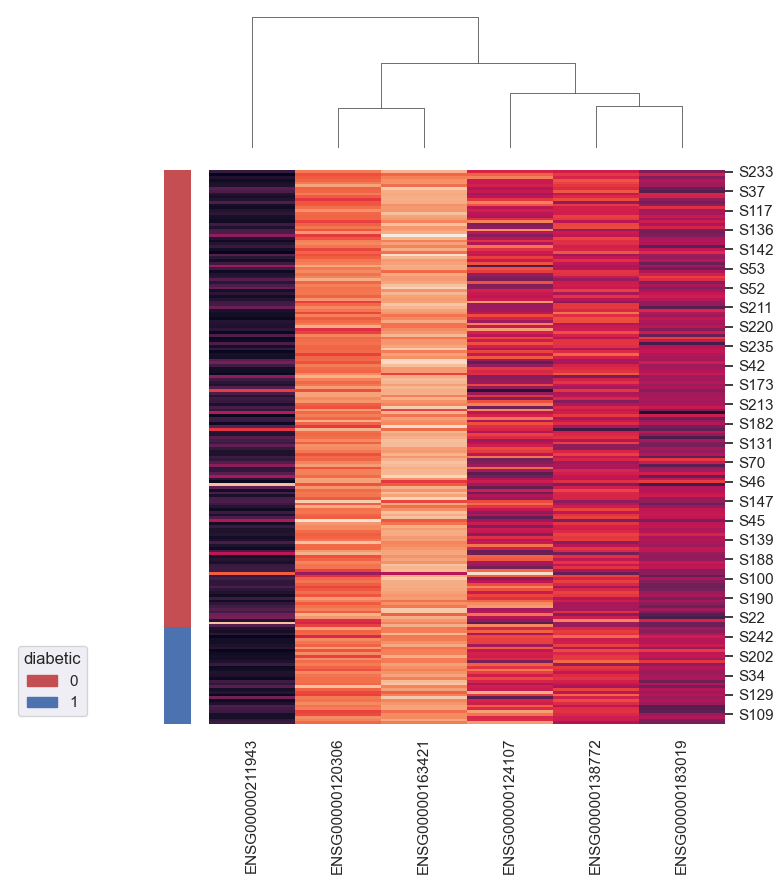 S233
S37
S117
S136
S142
S53
S52
S211
S220
S235
S42
S173
S213
S182
S131
S70
S46
S147
S45
S139
S188
S100
S190
S22
S242
S202
S34
S129
S109
diabetic
0
1
ENSG00000211943
ENSG00000120306
ENSG00000163421
ENSG00000124107
ENSG00000138772
ENSG00000183019